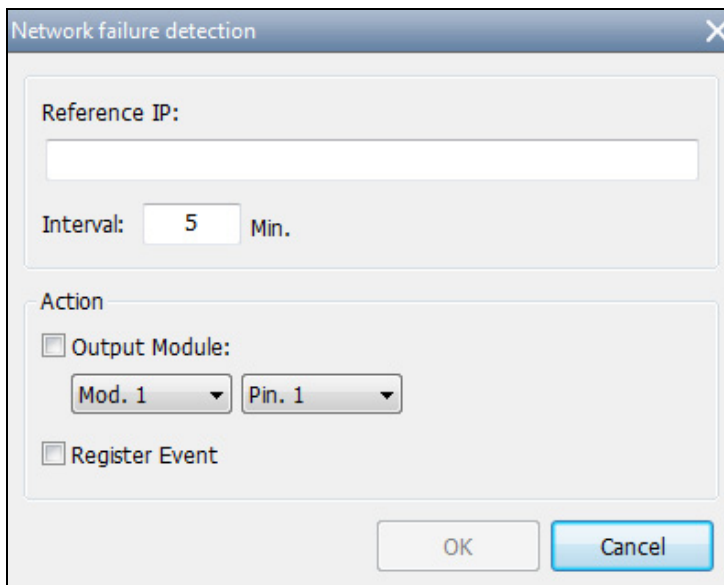 Network failure detection
Reference IP:
Interval: 5 Min.
Action
Output Module:
Mod. 1 Pin. 1
Register Event
OK Cancel